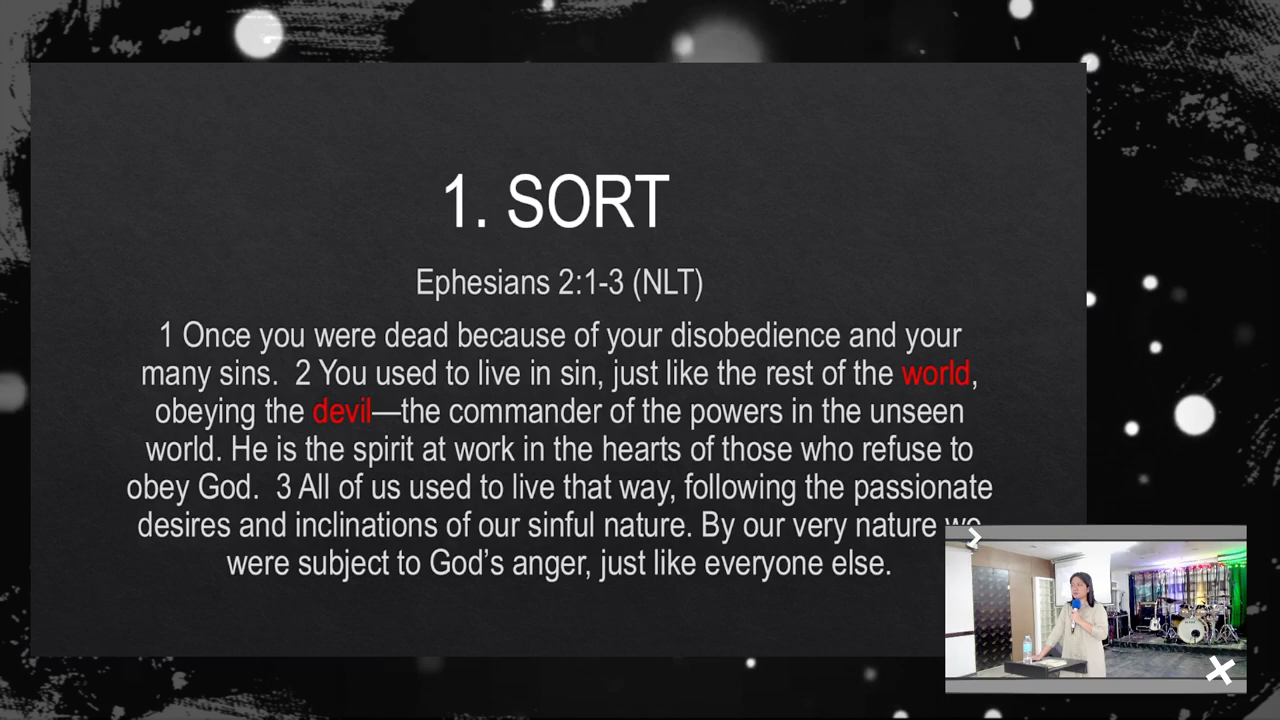 1. SORT
Ephesians 2:1-3 (NLT)
1 Once you were dead because of your disobedience and your
many sins.  2 You used to live in sin, just like the rest of the world,
obeying the devil—the commander of the powers in the unseen
world. He is the spirit at work in the hearts of those who refuse to
obey God.  3 All of us used to live that way, following the passionate
desires and inclinations of our sinful nature. By our very nature we
were subject to God’s anger, just like everyone else.